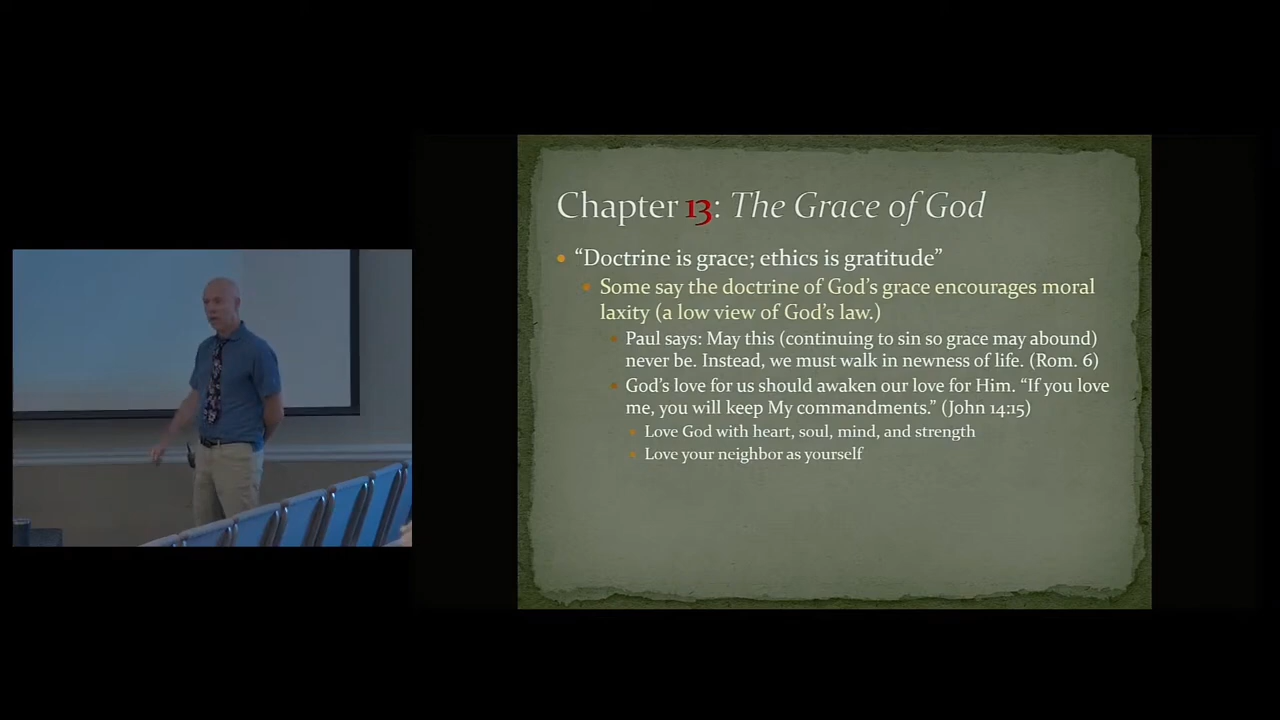 Chapter 13: The Grace of God
“Doctrine is grace; ethics is gratitude”
Some say the doctrine of God’s grace encourages moral
laxity (a low view of God’s law.)
Paul says: May this (continuing to sin so grace may abound)
never be. Instead, we must walk in newness of life. (Rom. 6)
God’s love for us should awaken our love for Him. “If you love
me, you will keep My commandments.” (John 14:15)
Love God with heart, soul, mind, and strength
Love your neighbor as yourself